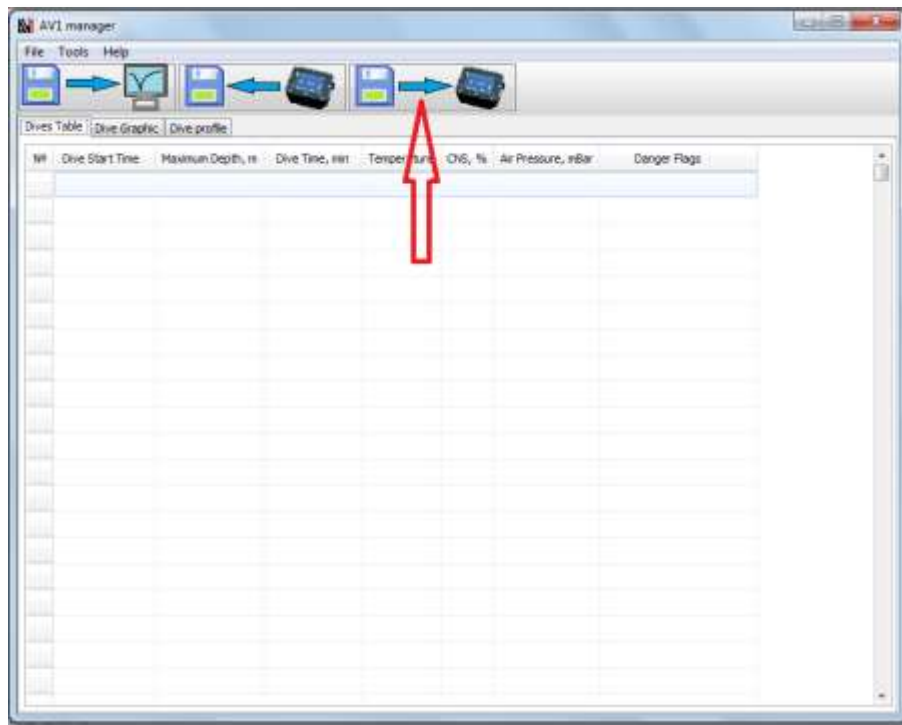 AV1 manager
File Tools Help
Dives Table Dive Graphic Dive profile
№ Dive Start Time Maximum Depth, m Dive Time, min Temperature CNS, % Air Pressure, mBar Danger Flags